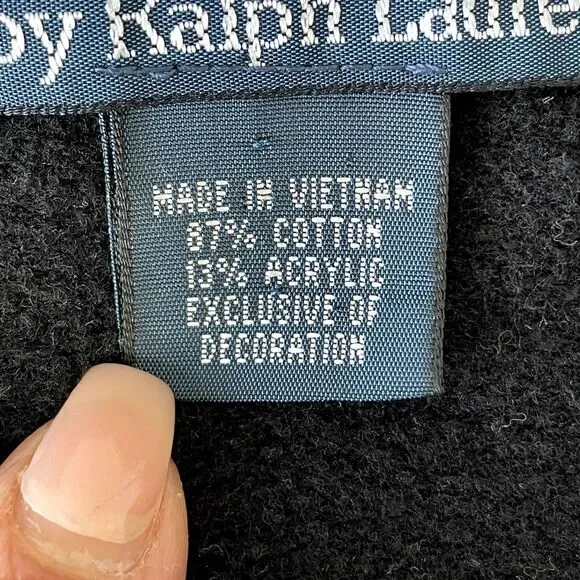 by Ralph Laure
MADE IN VIETNAM
87% COTTON
13% ACRYLIC
EXCLUSIVE OF
DECORATION